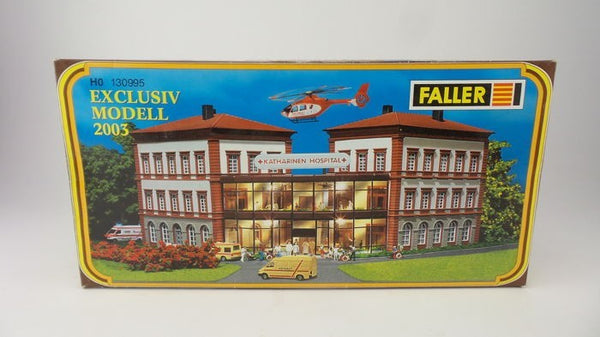 H0 130995
EXCLUSIV
MODELL
2003
FALLER
+ KATHARINEN HOSPITAL +